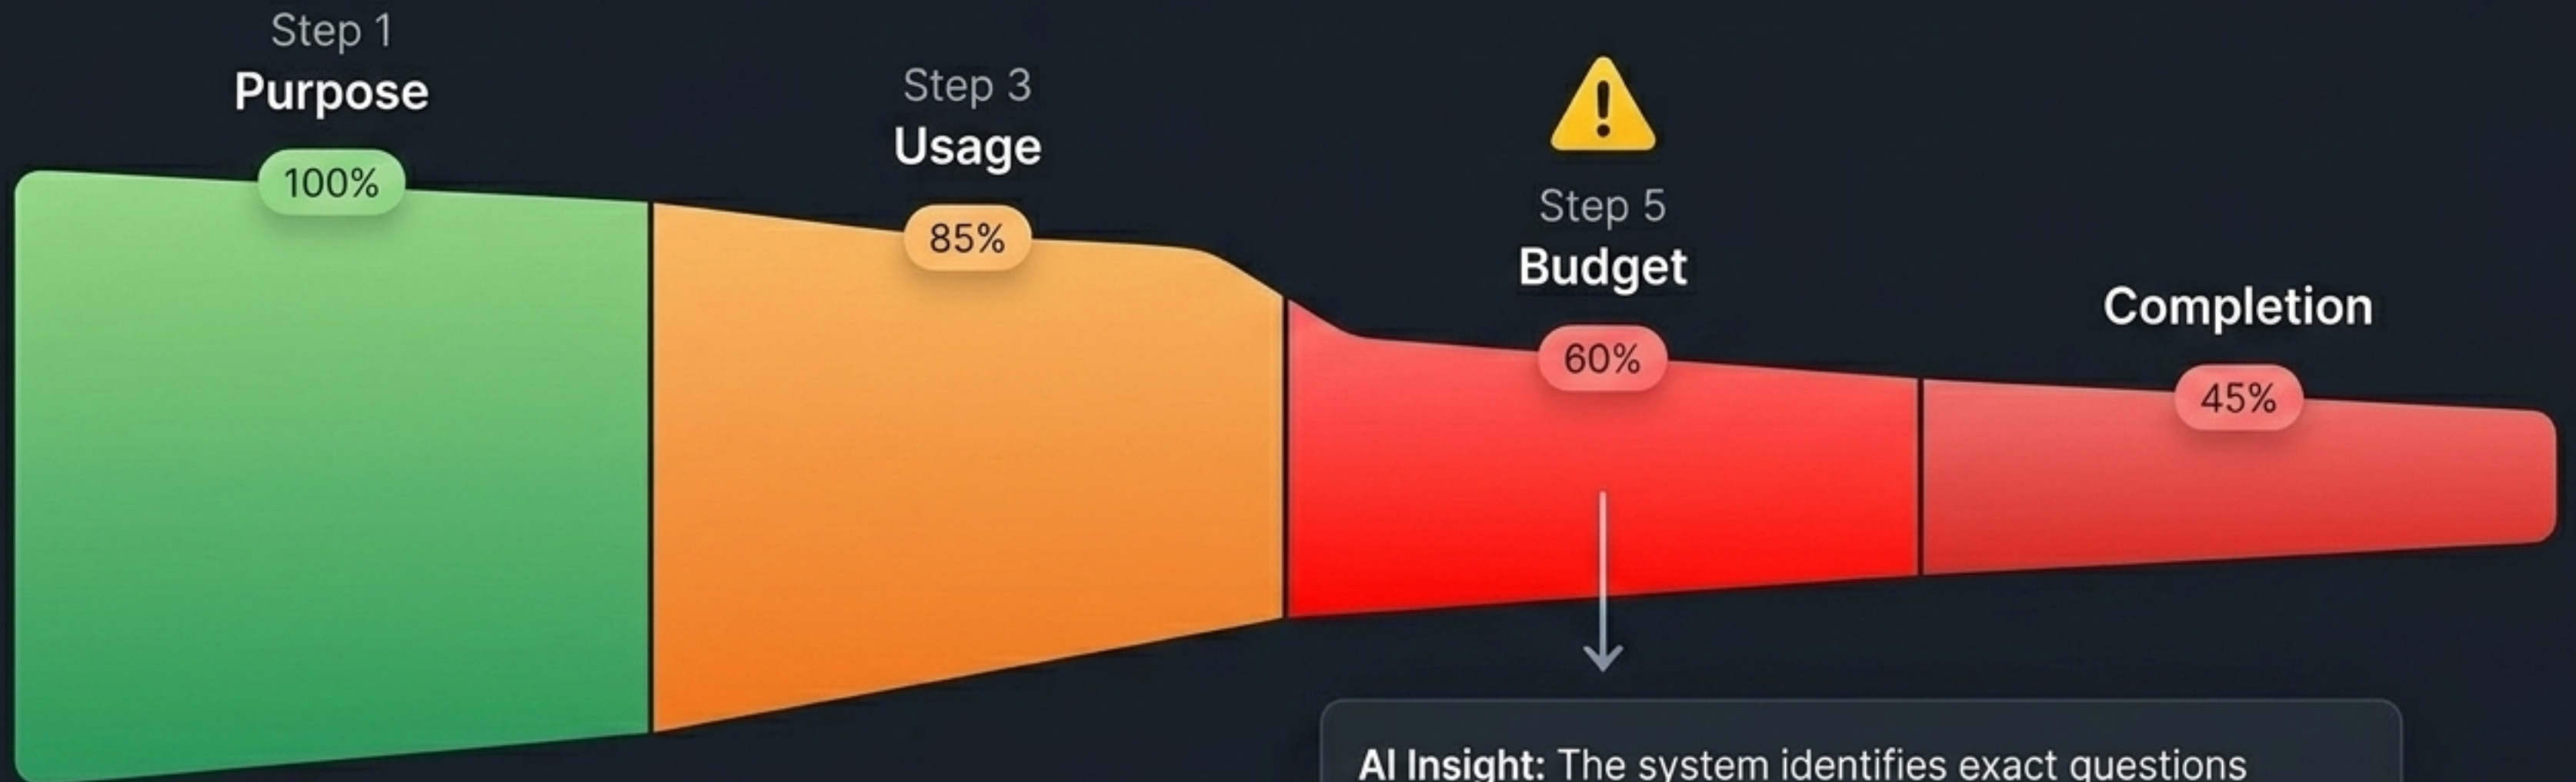 Step 1
Purpose
100%
Step 3
Usage
85%
Step 5
Budget
60%
Completion
45%
AI Insight: The system identifies exact questions